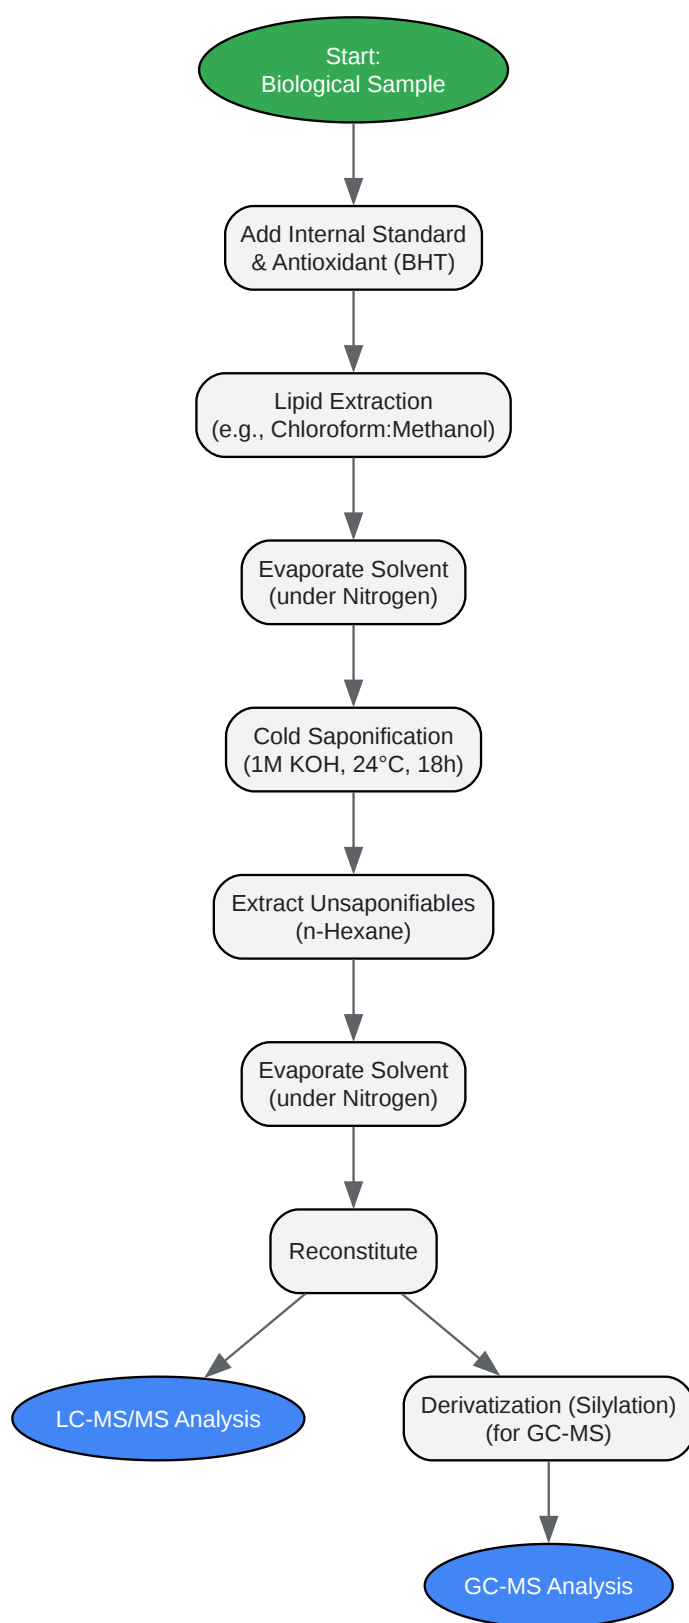 Start:
Biological Sample
Add Internal Standard
& Antioxidant (BHT)
Lipid Extraction
(e.g., Chloroform:Methanol)
Evaporate Solvent
(under Nitrogen)
Cold Saponification
(1M KOH, 24°C, 18h)
Extract Unsaponifiables
(n-Hexane)
Evaporate Solvent
(under Nitrogen)
Reconstitute
LC-MS/MS Analysis
Derivatization (Silylation)
(for GC-MS)
GC-MS Analysis